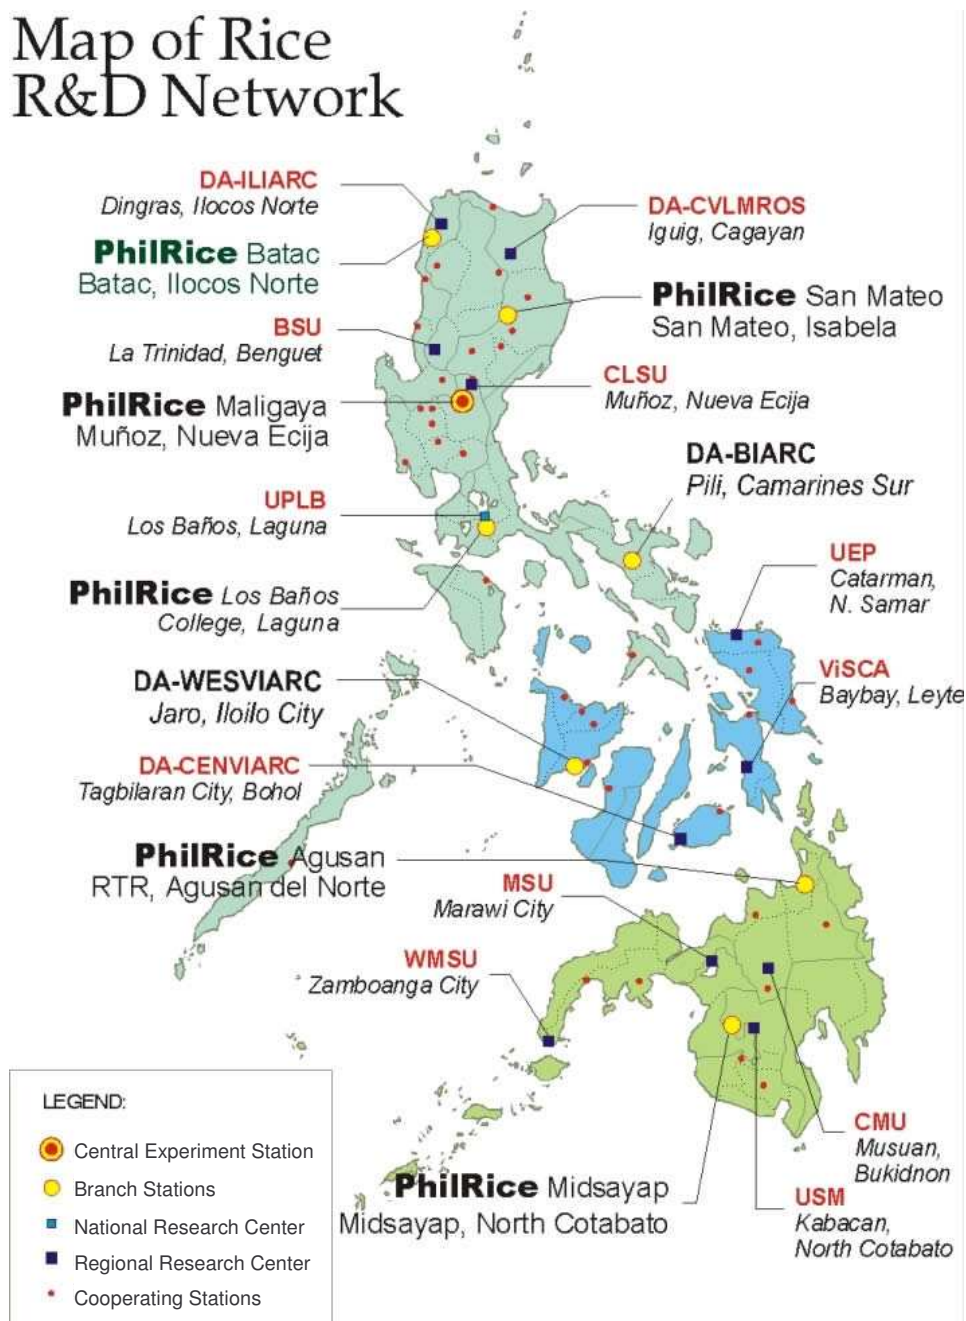 Map of Rice
R&D Network
DA-ILIARC
Dingras, Ilocos Norte
PhilRice Batac
Batac, Ilocos Norte
BSU
La Trinidad, Benguet
PhilRice Maligaya
Muñoz, Nueva Ecija
UPLB
Los Baños, Laguna
PhilRice Los Baños
College, Laguna
DA-WESVIARC
Jaro, Iloilo City
DA-CENVIARC
Tagbilaran City, Bohol
PhilRice Agusan
RTR, Agusan del Norte
MSU
Marawi City
WMSU
Zamboanga City
DA-CVLMROS
Iguig, Cagayan
PhilRice San Mateo
San Mateo, Isabela
CLSU
Muñoz, Nueva Ecija
DA-BIARC
Pili, Camarines Sur
UEP
Catarman,
N. Samar
ViSCA
Baybay, Leyte
CMU
Musuan,
Bukidnon
USM
Kabacan,
North Cotabato
PhilRice Midsayap
Midsayap, North Cotabato
LEGEND:
Central Experiment Station
Branch Stations
National Research Center
Regional Research Center
Cooperating Stations